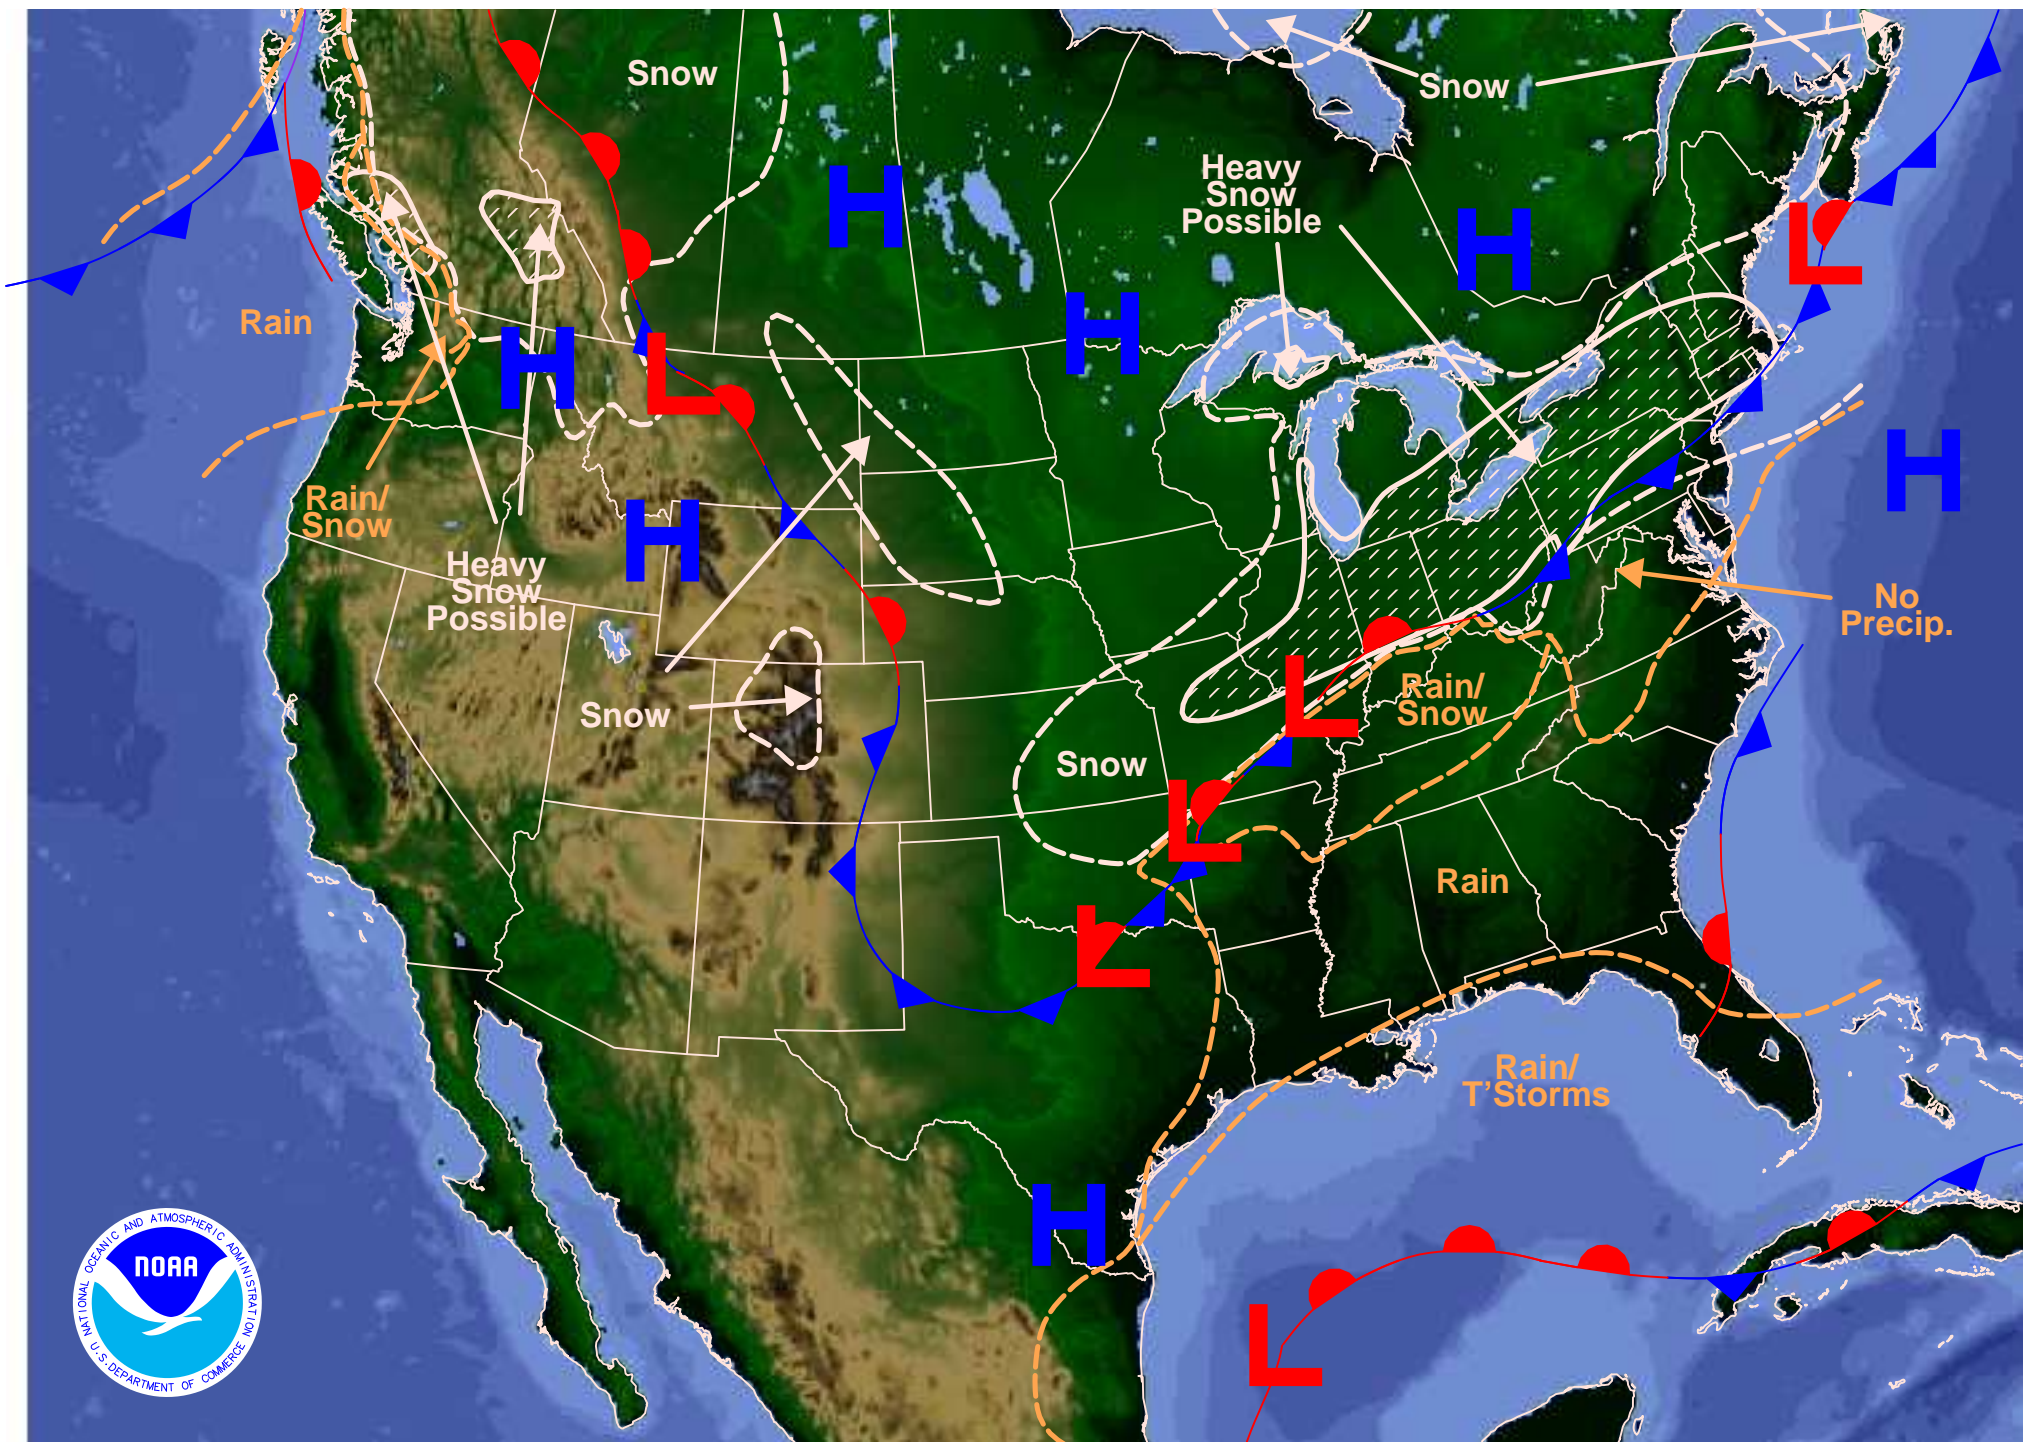 Snow
Snow
Heavy
Snow
Possible
H
H
H
L
Rain
H
H
L
H
Rain/
Snow
H
Heavy
Snow
Possible
No
Precip.
Snow
L
Rain/
Snow
Snow
L
Rain
L
Rain/
T'Storms
H
L
NATIONAL OCEANIC AND ATMOSPHERIC ADMINISTRATION
NOAA
U.S. DEPARTMENT OF COMMERCE